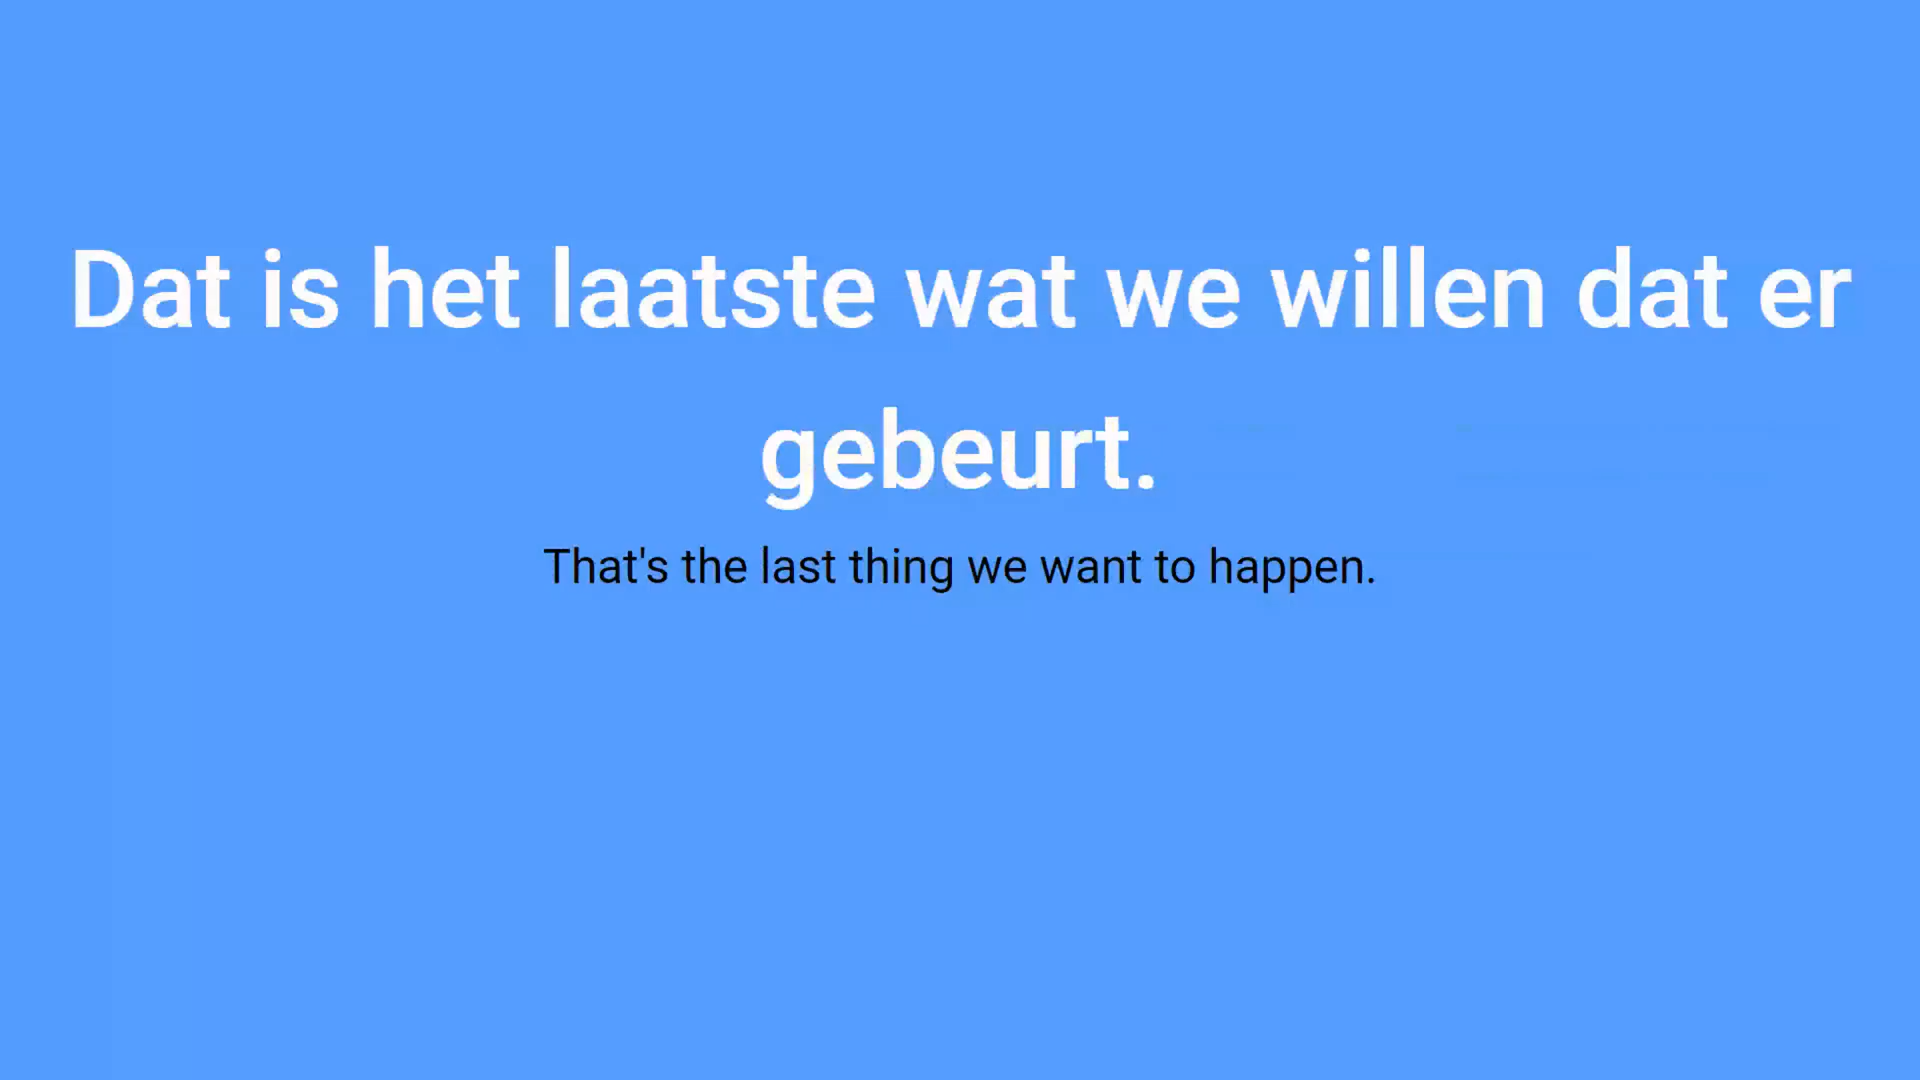 Dat is het laatste wat we willen dat er
gebeurt.
That's the last thing we want to happen.